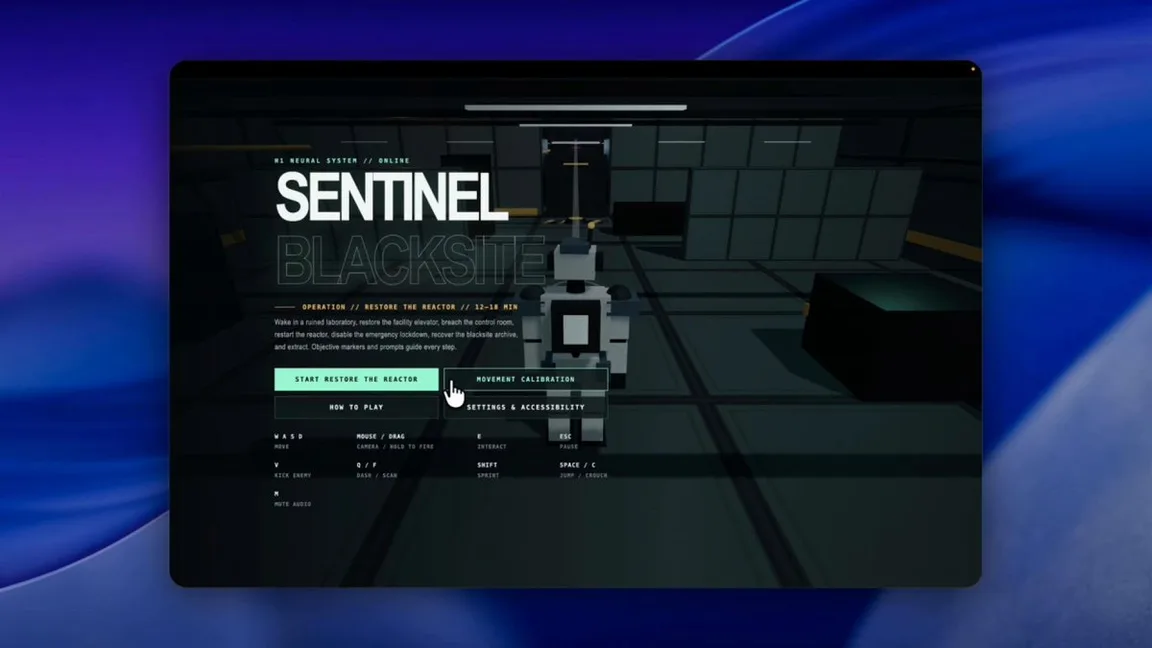 H1 NEURAL SYSTEM // ONLINE
SENTINEL
BLACKSITE
OPERATION // RESTORE THE REACTOR // 12–18 MIN
Wake in a ruined laboratory, restore the facility elevator, breach the control room,
restart the reactor, disable the emergency lockdown, recover the blacksite archive,
and extract. Objective markers and prompts guide every step.
START RESTORE THE REACTOR
MOVEMENT CALIBRATION
HOW TO PLAY
SETTINGS & ACCESSIBILITY
W A S D
MOVE
MOUSE / DRAG
CAMERA / HOLD TO FIRE
E
INTERACT
ESC
PAUSE
V
KICK ENEMY
Q / F
DASH / SCAN
SHIFT
SPRINT
SPACE / C
JUMP / CROUCH
M
MUTE AUDIO